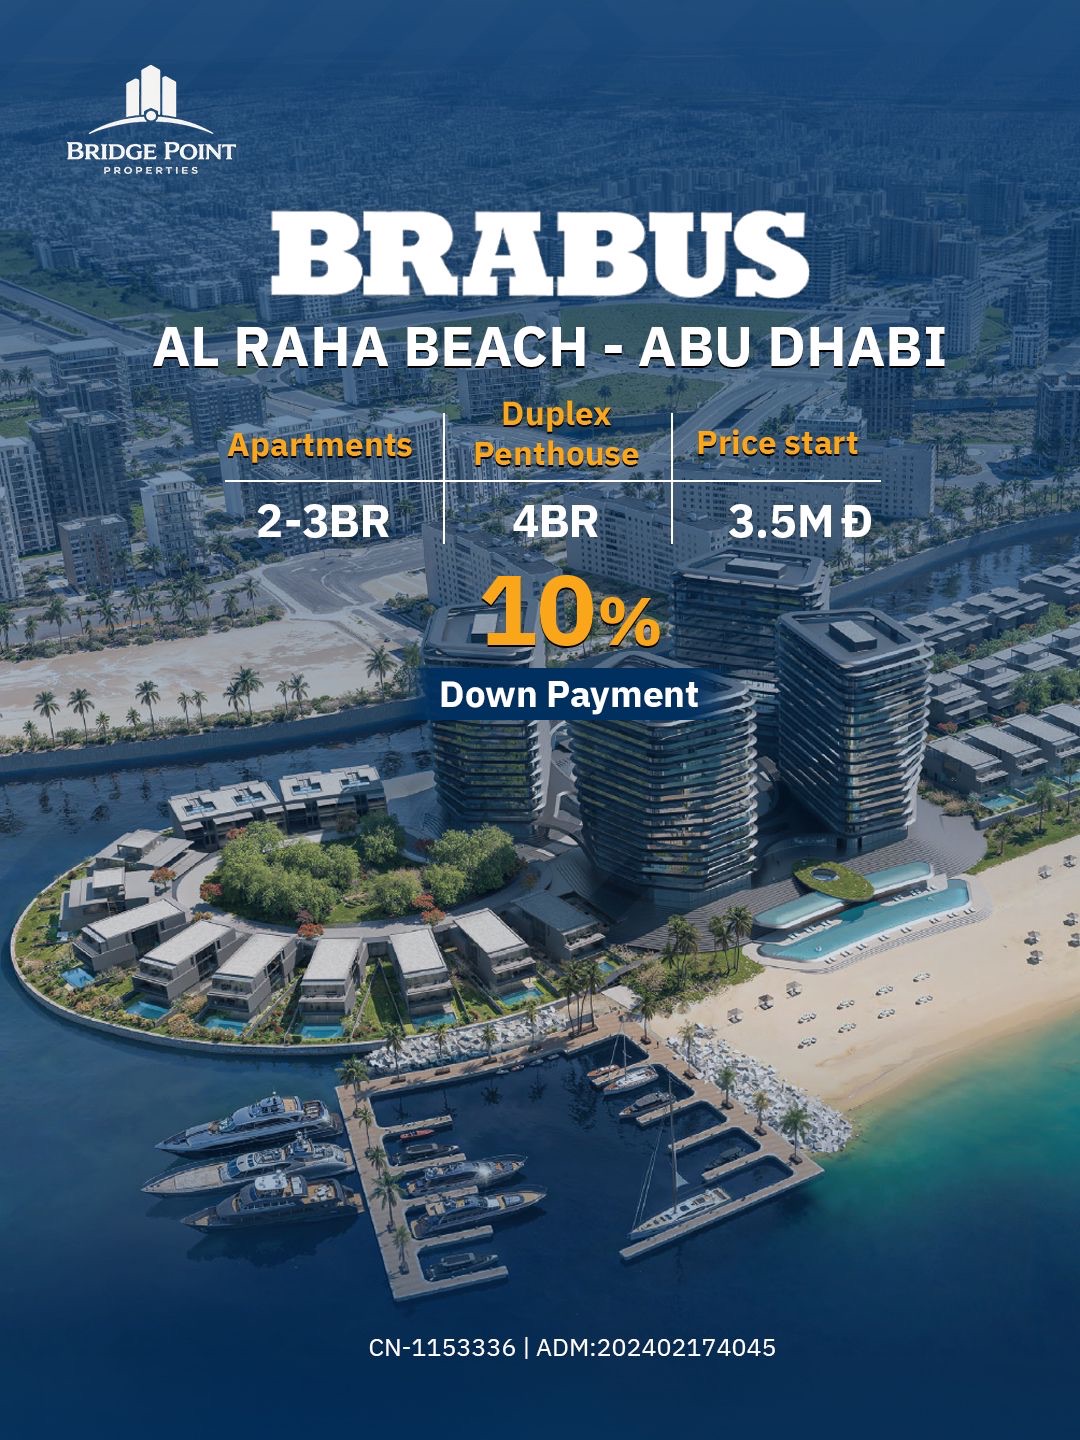 BRIDGE POINT
PROPERTIES
BRABUS
AL RAHA BEACH - ABU DHABI
Apartments
2-3BR
Duplex
Penthouse
4BR
Price start
3.5M Đ
10%
Down Payment
CN-1153336 | ADM:202402174045